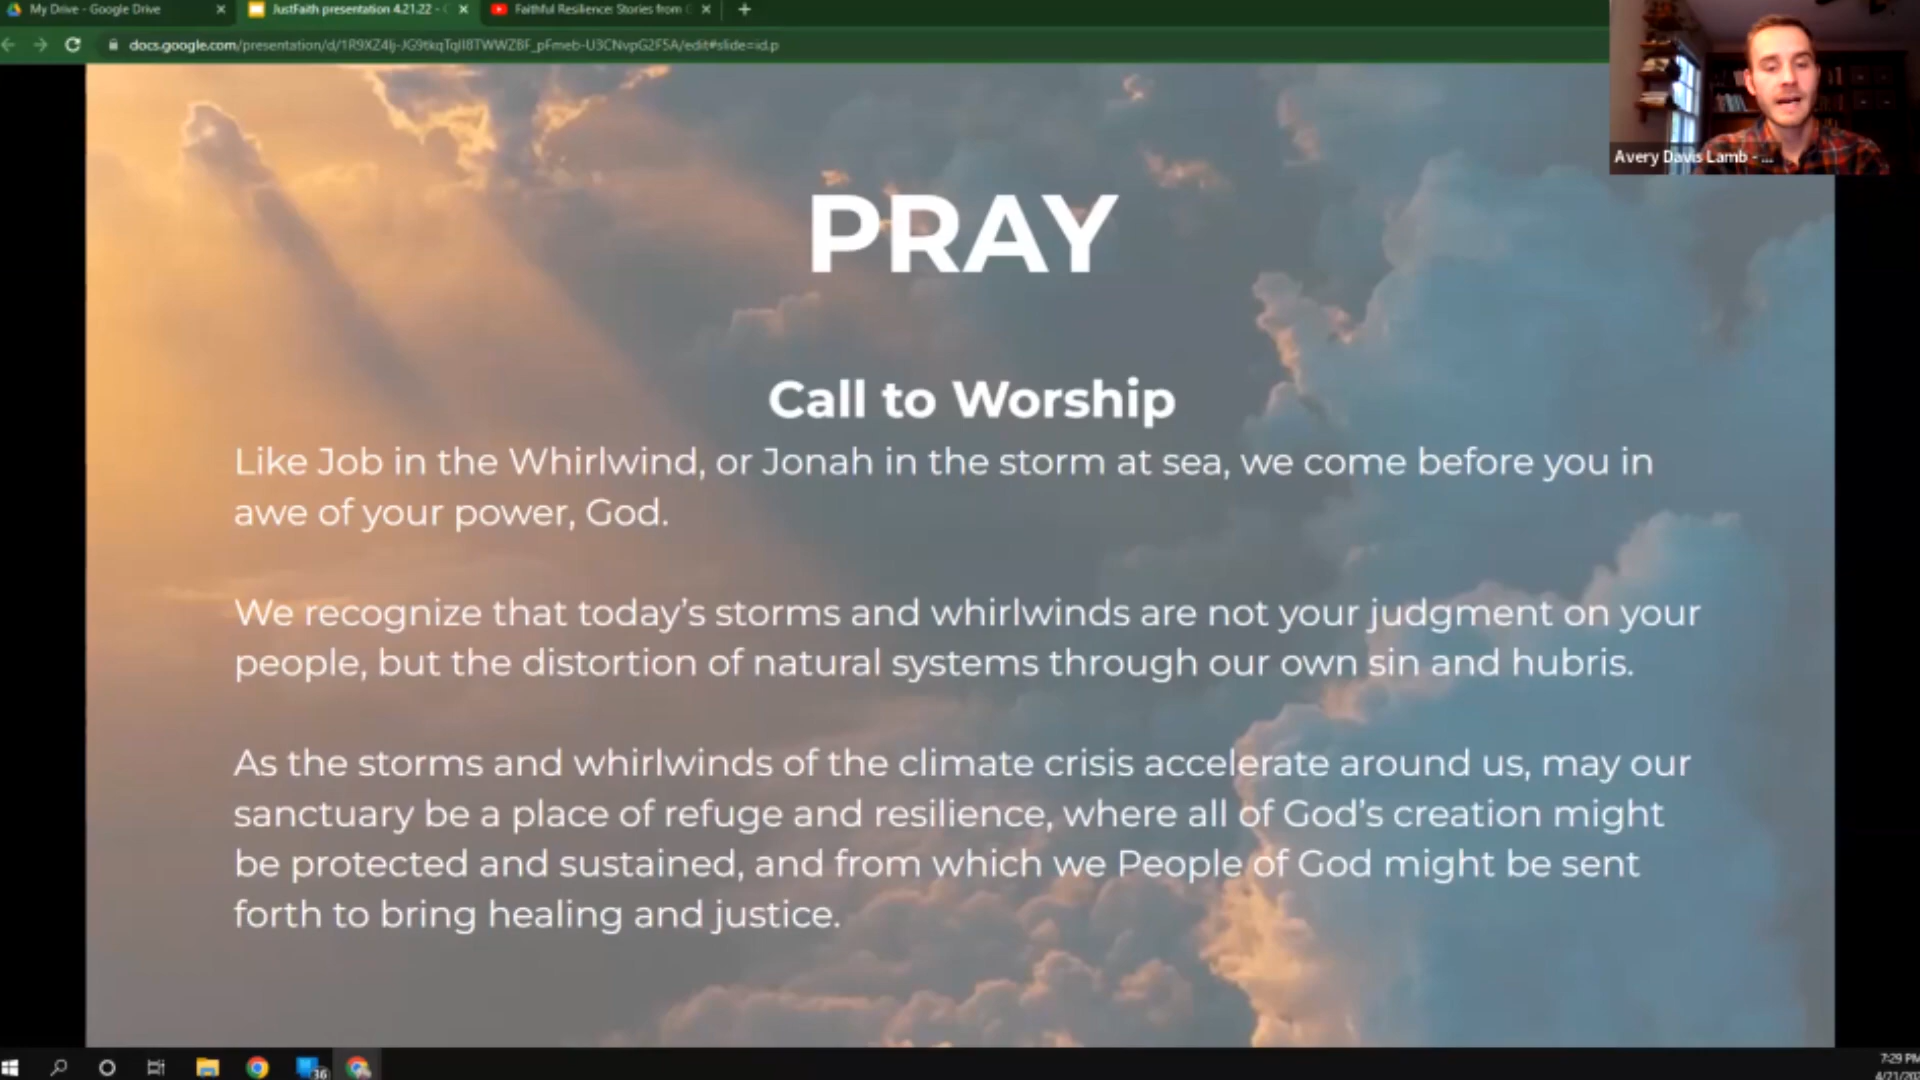 My Drive - Google Drive
JustFaith presentation 4.21.22 -
Faithful Resilience: Stories from
Avery Davis Lamb - ...
PRAY
Call to Worship
Like Job in the Whirlwind, or Jonah in the storm at sea, we come before you in
awe of your power, God.
We recognize that today’s storms and whirlwinds are not your judgment on your
people, but the distortion of natural systems through our own sin and hubris.
As the storms and whirlwinds of the climate crisis accelerate around us, may our
sanctuary be a place of refuge and resilience, where all of God’s creation might
be protected and sustained, and from which we People of God might be sent
forth to bring healing and justice.
36
7:29 PM